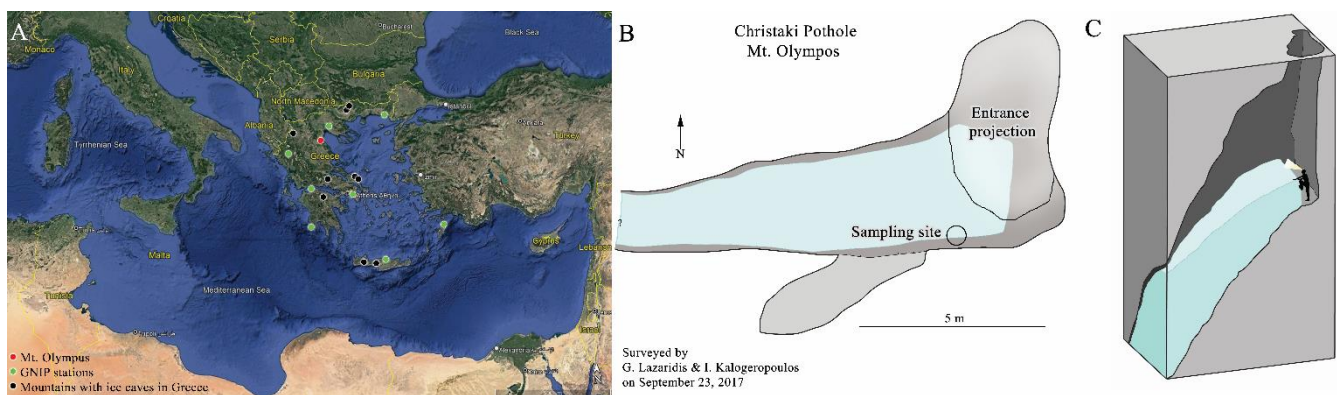 A
Croatia
Monaco
Serbia
Bucharest
Black Sea
Italy
Bulgaria
North Macedonia
Istanbul
Albania
Tyrrhenian Sea
Greece
Turkey
Athens
Cyprus
Lebanon
Malta
Tunisia
Mediterranean Sea
Israel
Mt. Olympus
GNIP stations
Mountains with ice caves in Greece
N
B
Christaki Pothole
Mt. Olympos
N
Entrance
projection
?
Sampling site
5 m
Surveyed by
G. Lazaridis & I. Kalogeropoulos
on September 23, 2017
C